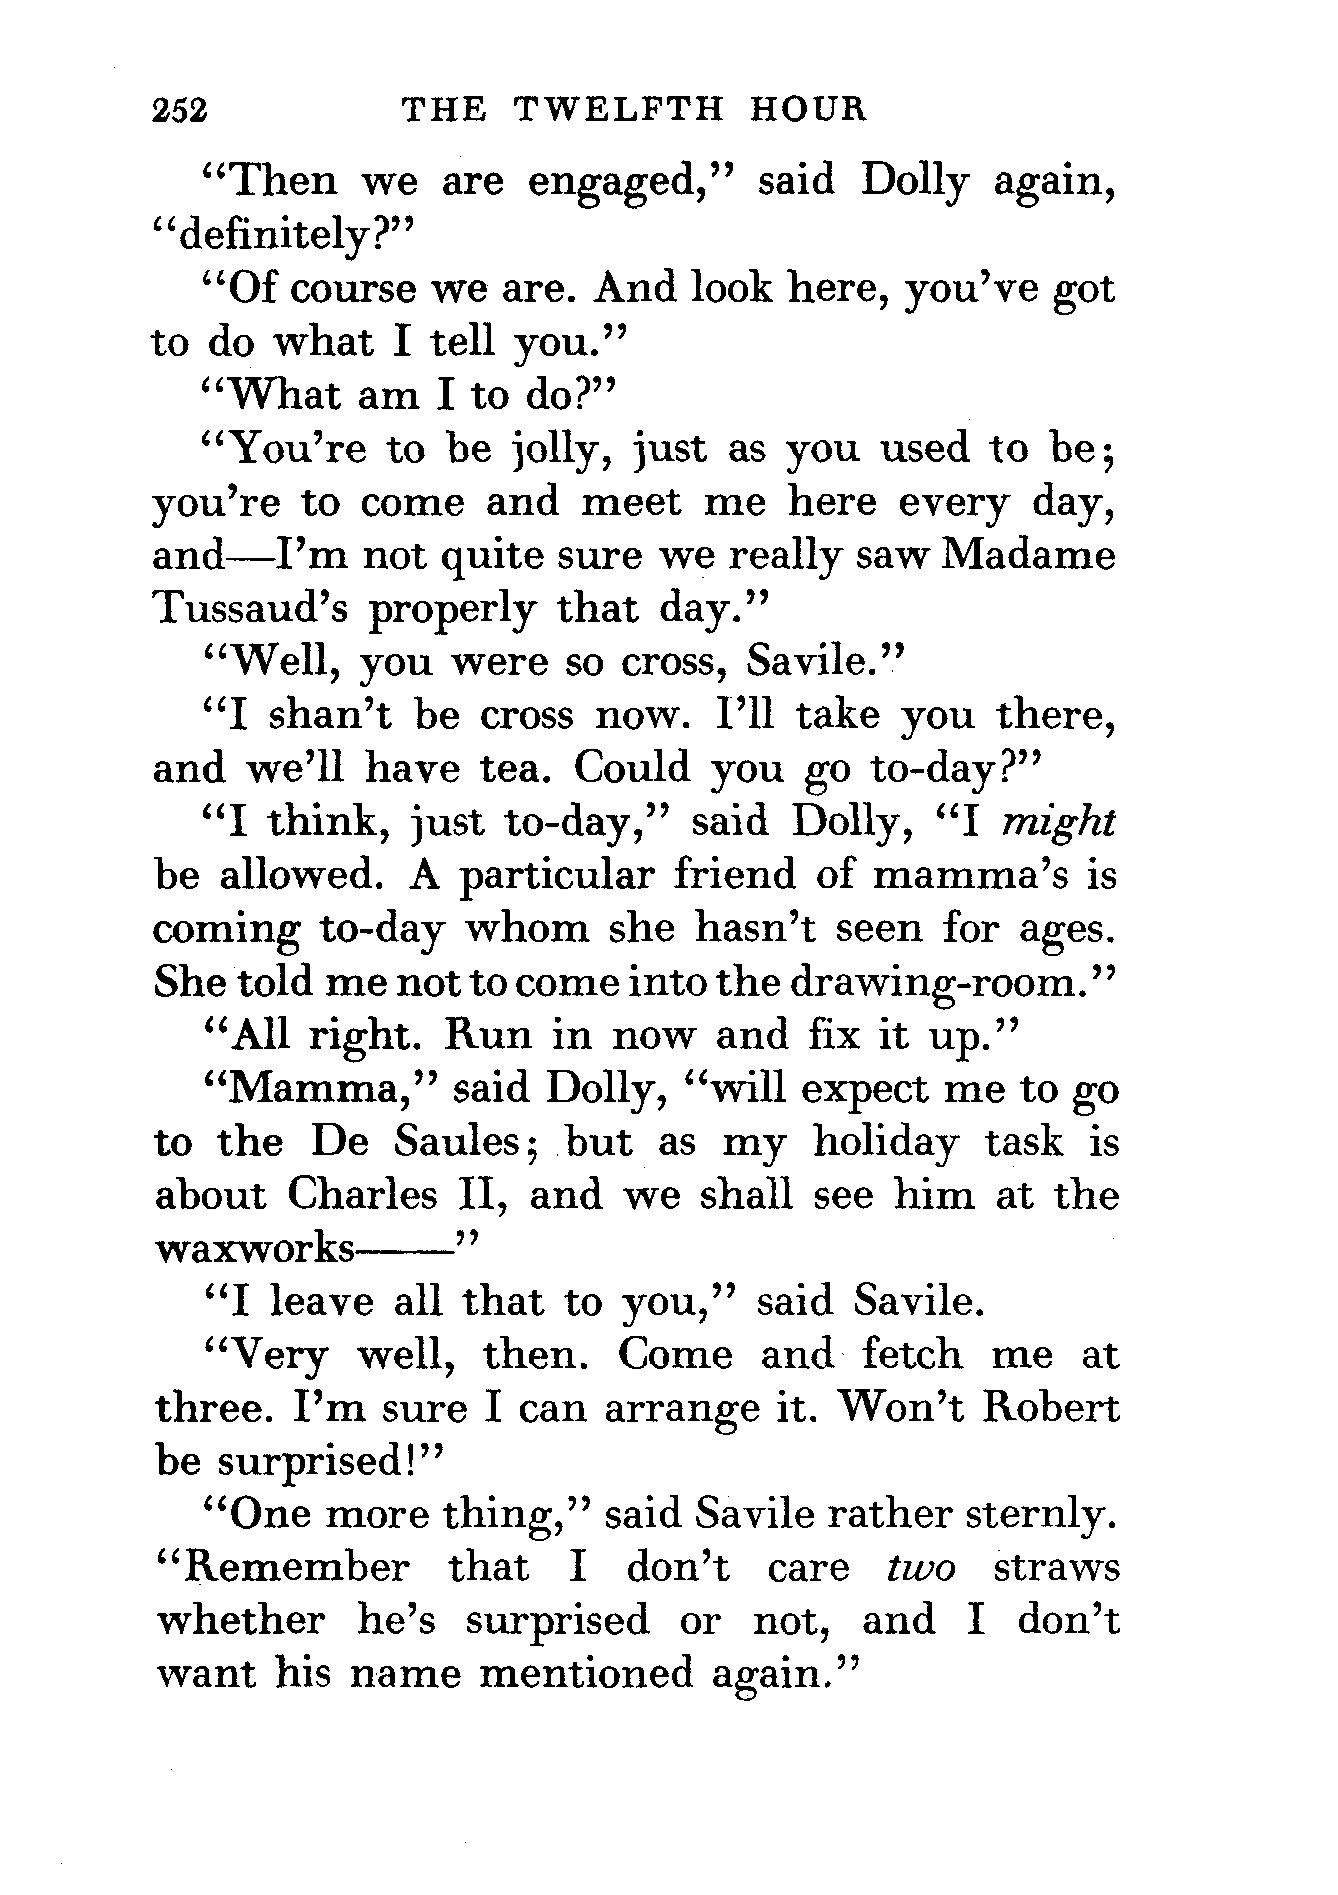 252 THE TWELFTH HOUR
“Then we are engaged,” said Dolly again,
“definitely?”
“Of course we are. And look here, you’ve got
to do what I tell you.”
“What am I to do?”
“You’re to be jolly, just as you used to be;
you’re to come and meet me here every day,
and—I’m not quite sure we really saw Madame
Tussaud’s properly that day.”
“Well, you were so cross, Savile.”
“I shan’t be cross now. I’ll take you there,
and we’ll have tea. Could you go to-day?”
“I think, just to-day,” said Dolly, “I might
be allowed. A particular friend of mamma’s is
coming to-day whom she hasn’t seen for ages.
She told me not to come into the drawing-room.”
“All right. Run in now and fix it up.”
“Mamma,” said Dolly, “will expect me to go
to the De Saules; but as my holiday task is
about Charles II, and we shall see him at the
waxworks——”
“I leave all that to you,” said Savile.
“Very well, then. Come and fetch me at
three. I’m sure I can arrange it. Won’t Robert
be surprised!”
“One more thing,” said Savile rather sternly.
“Remember that I don’t care two straws
whether he’s surprised or not, and I don’t
want his name mentioned again.”